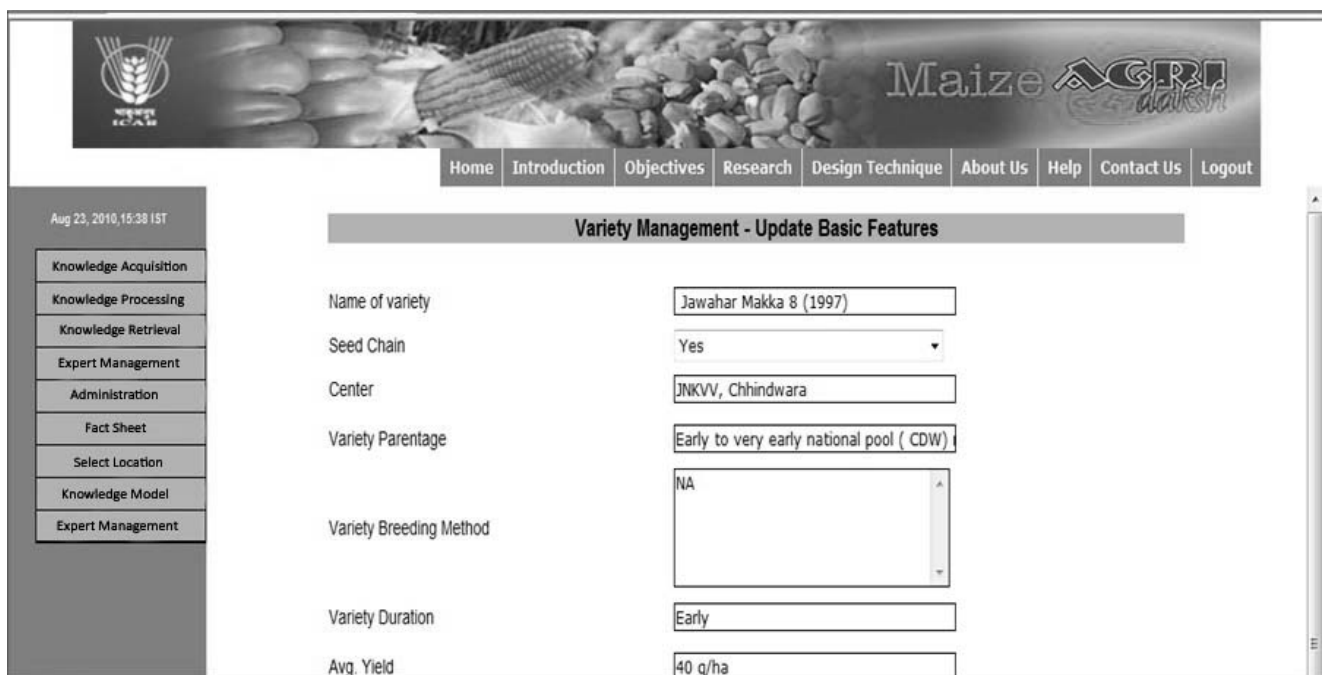 भाकृअनुप
ICAR
Maize AGRI daksh
Home Introduction Objectives Research Design Technique About Us Help Contact Us Logout
Aug 23, 2010,15:38 IST
Knowledge Acquisition
Knowledge Processing
Knowledge Retrieval
Expert Management
Administration
Fact Sheet
Select Location
Knowledge Model
Expert Management
Variety Management - Update Basic Features
Name of variety Jawahar Makka 8 (1997)
Seed Chain Yes
Center JNKVV, Chhindwara
Variety Parentage Early to very early national pool ( CDW)
Variety Breeding Method NA
Variety Duration Early
Avg. Yield 40 q/ha